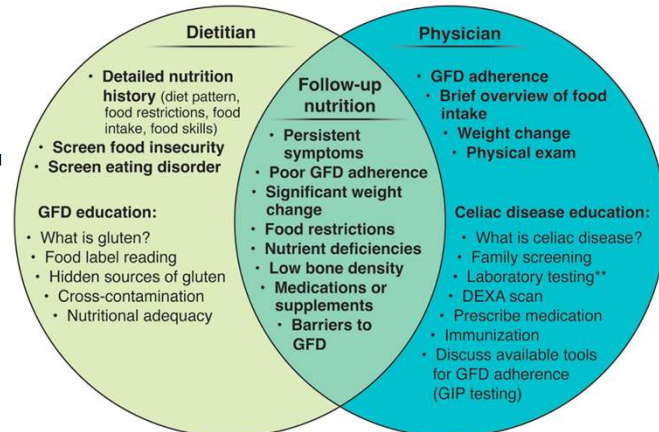 Dietitian
• Detailed nutrition
history (diet pattern,
food restrictions, food
intake, food skills)
• Screen food insecurity
• Screen eating disorder
GFD education:
• What is gluten?
• Food label reading
• Hidden sources of gluten
• Cross-contamination
• Nutritional adequacy
Follow-up
nutrition
• Persistent
symptoms
• Poor GFD adherence
• Significant weight
change
• Food restrictions
• Nutrient deficiencies
• Low bone density
• Medications or
supplements
• Barriers to
GFD
Physician
• GFD adherence
• Brief overview of food
intake
• Weight change
• Physical exam
Celiac disease education:
• What is celiac disease?
• Family screening
• Laboratory testing**
• DEXA scan
• Prescribe medication
• Immunization
• Discuss available tools
for GFD adherence
(GIP testing)